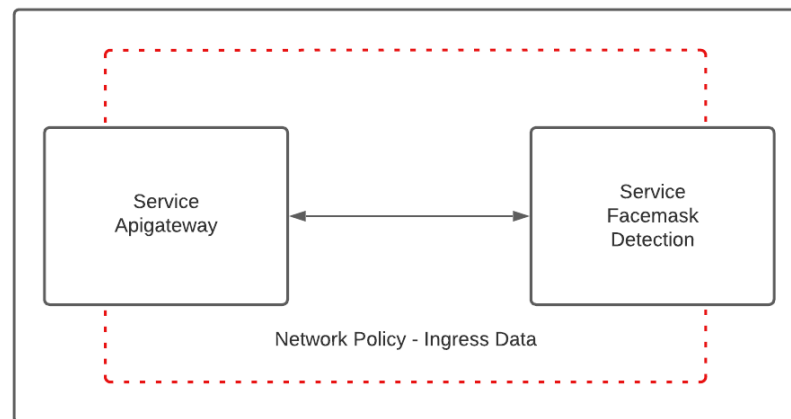 Service
Apigateway
Service
Facemask
Detection
Network Policy - Ingress Data